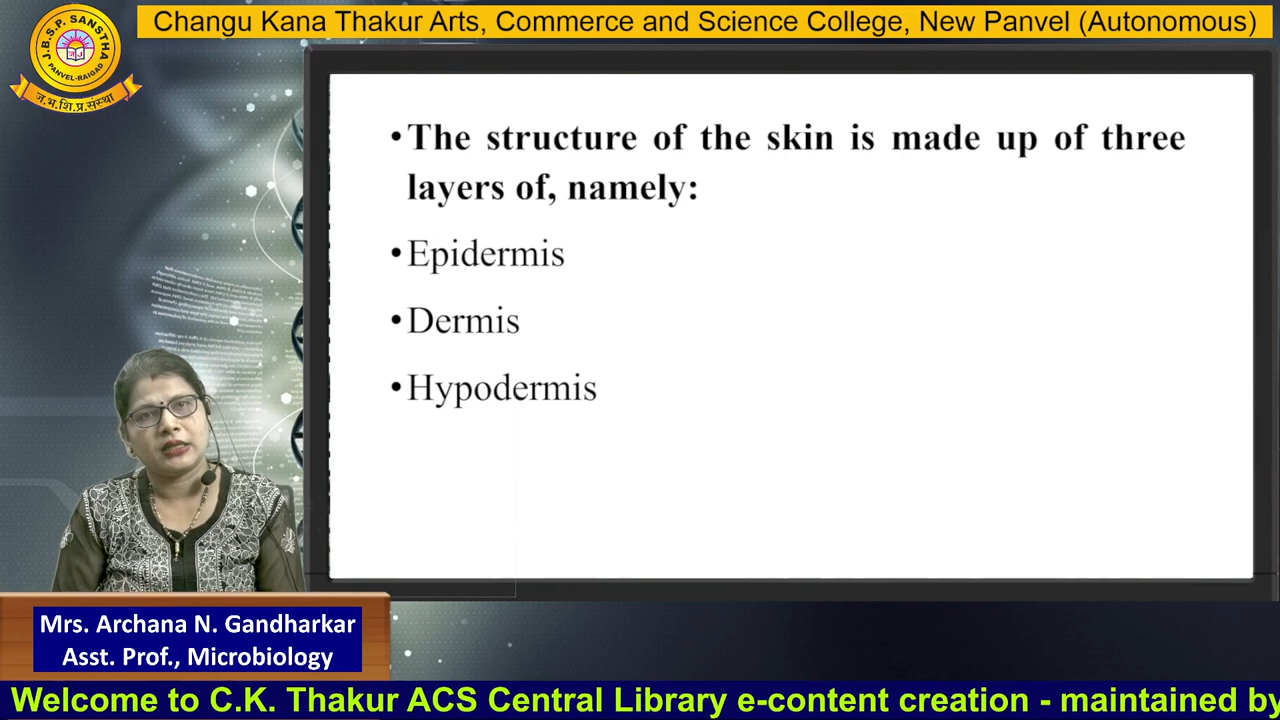 Changu Kana Thakur Arts, Commerce and Science College, New Panvel (Autonomous)
J.B.S.P. SANSTHA
PANVEL-RAIGAD
ज.भ.शि.प्र.संस्था
•The structure of the skin is made up of three
layers of, namely:
•Epidermis
•Dermis
•Hypodermis
Mrs. Archana N. Gandharkar
Asst. Prof., Microbiology
Welcome to C.K. Thakur ACS Central Library e-content creation - maintained by